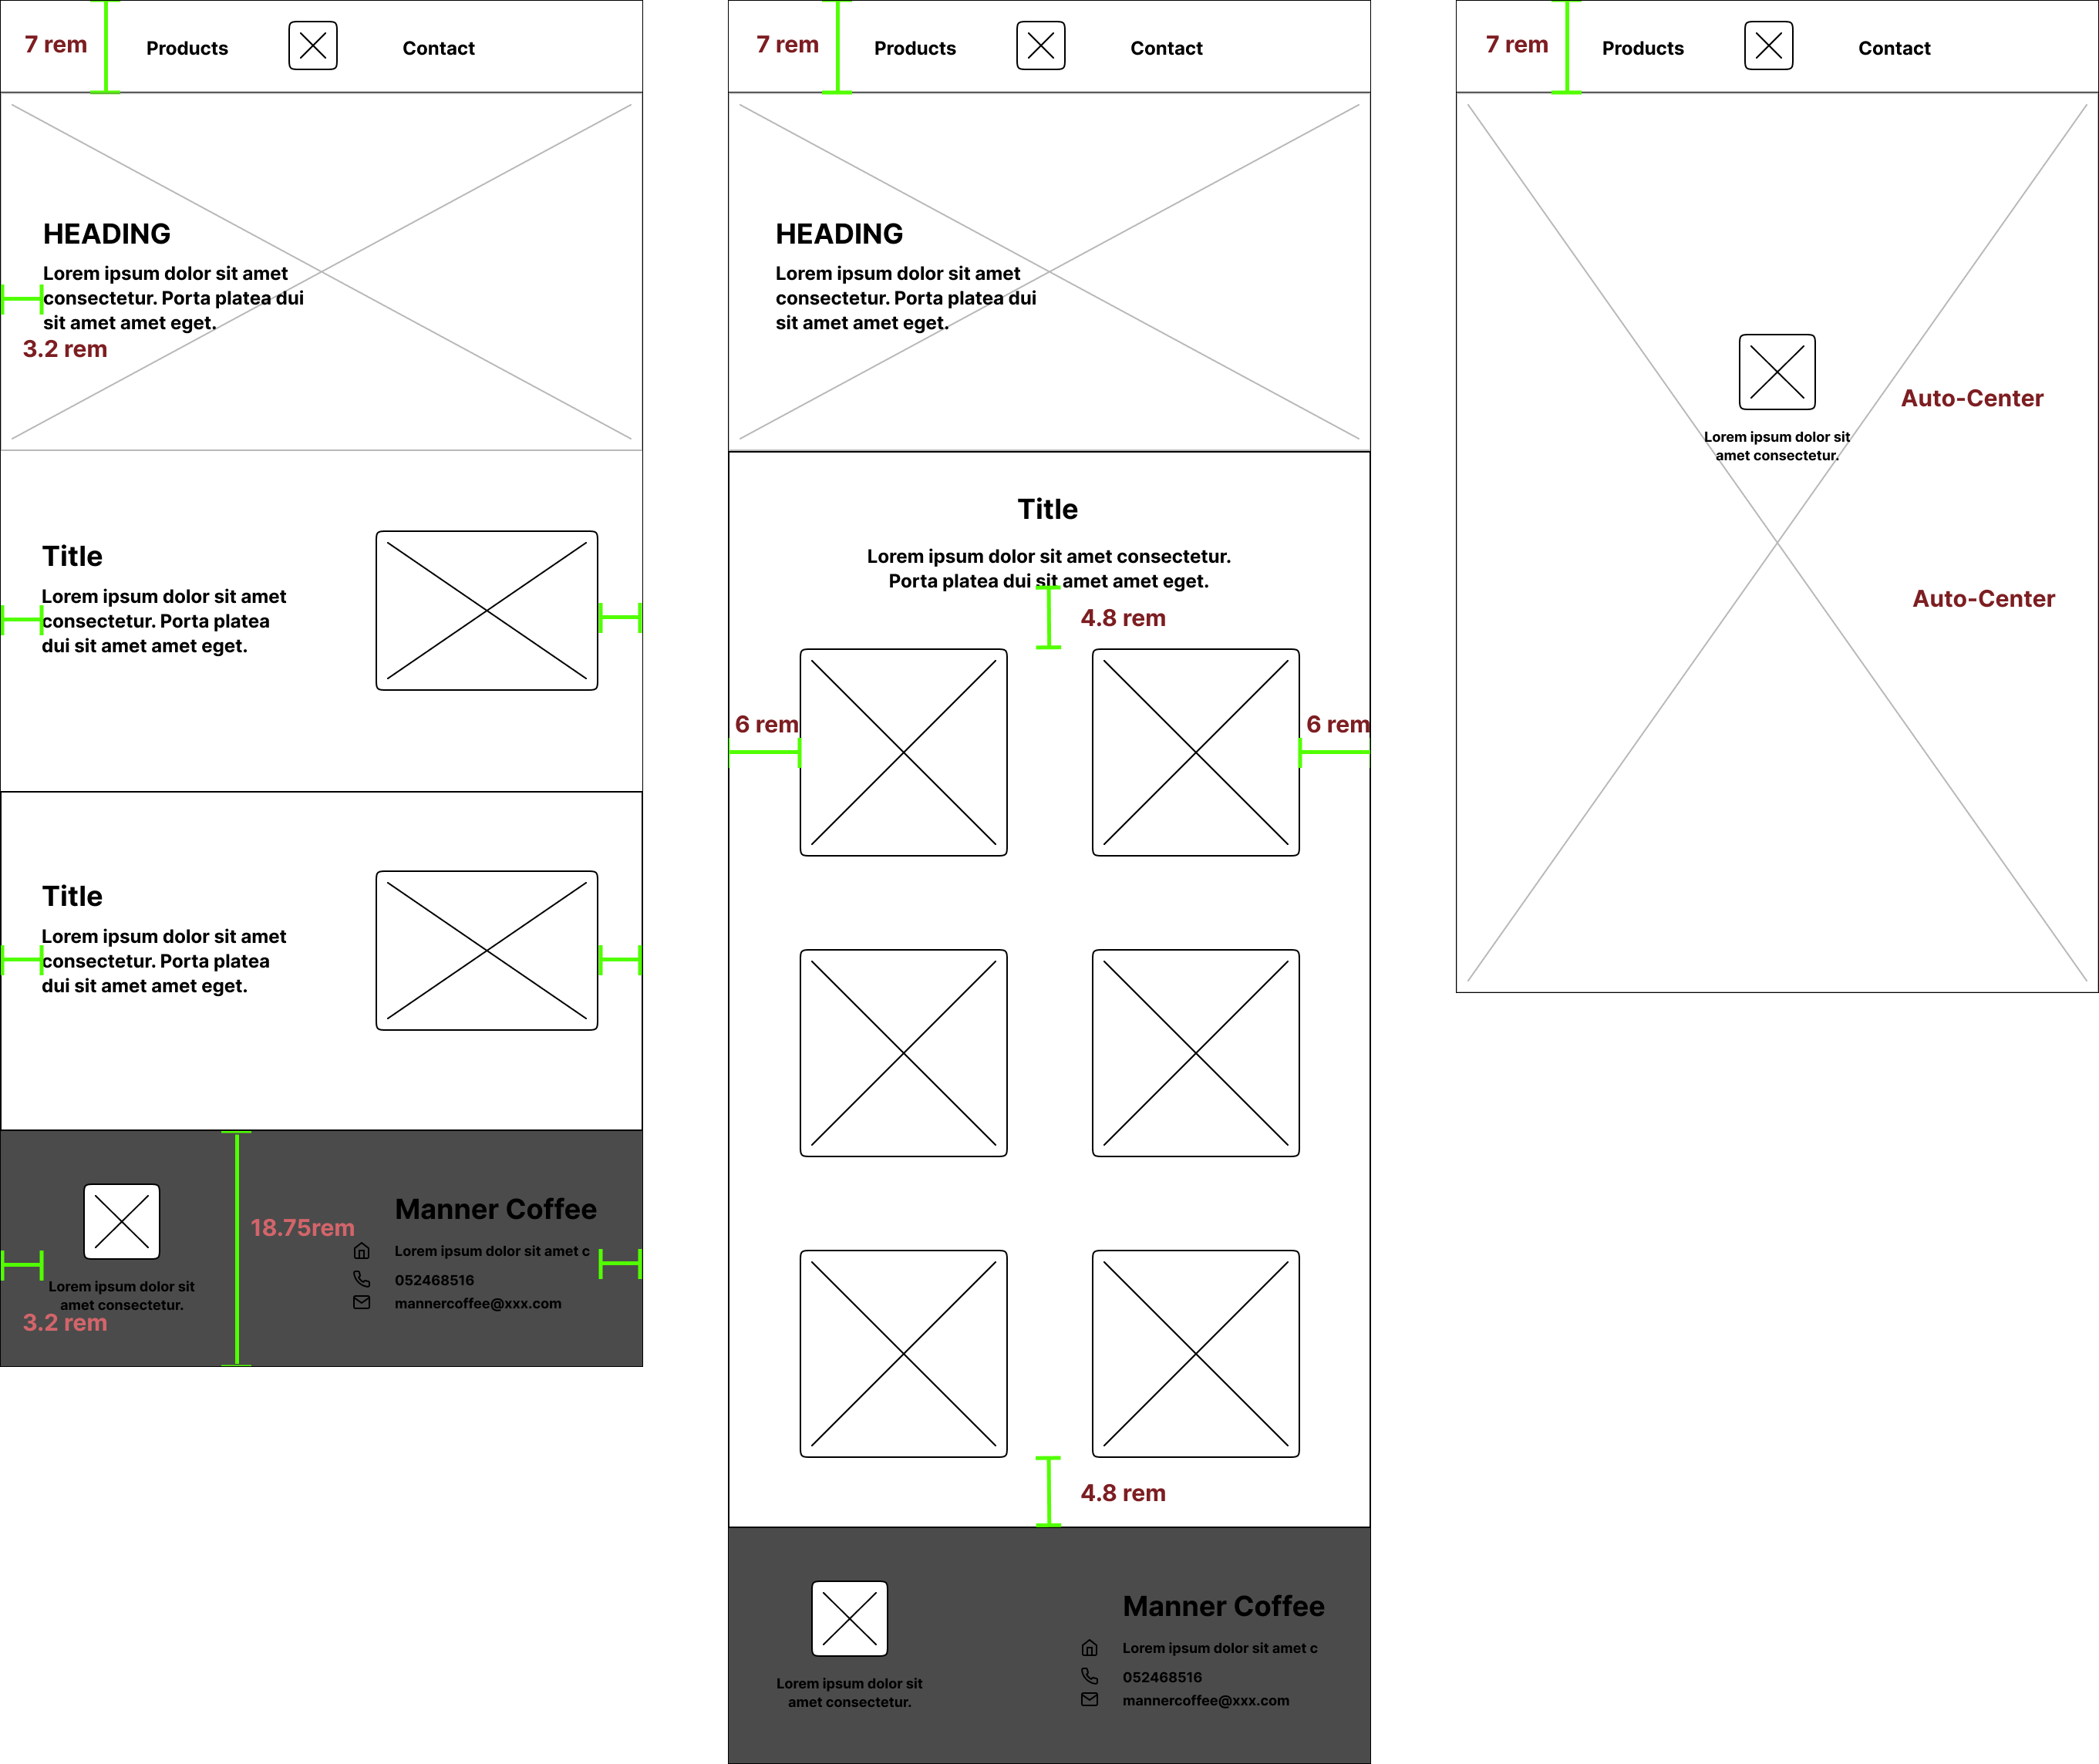 7 rem
Products
Contact
HEADING
Lorem ipsum dolor sit amet
consectetur. Porta platea dui
sit amet amet eget.
3.2 rem
Title
Lorem ipsum dolor sit amet
consectetur. Porta platea
dui sit amet amet eget.
Title
Lorem ipsum dolor sit amet
consectetur. Porta platea
dui sit amet amet eget.
Lorem ipsum dolor sit
amet consectetur.
3.2 rem
18.75rem
Manner Coffee
Lorem ipsum dolor sit amet c
052468516
mannercoffee@xxx.com
7 rem
Products
Contact
HEADING
Lorem ipsum dolor sit amet
consectetur. Porta platea dui
sit amet amet eget.
Title
Lorem ipsum dolor sit amet consectetur.
Porta platea dui sit amet amet eget.
4.8 rem
6 rem
6 rem
4.8 rem
Lorem ipsum dolor sit
amet consectetur.
Manner Coffee
Lorem ipsum dolor sit amet c
052468516
mannercoffee@xxx.com
7 rem
Products
Contact
Auto-Center
Lorem ipsum dolor sit
amet consectetur.
Auto-Center